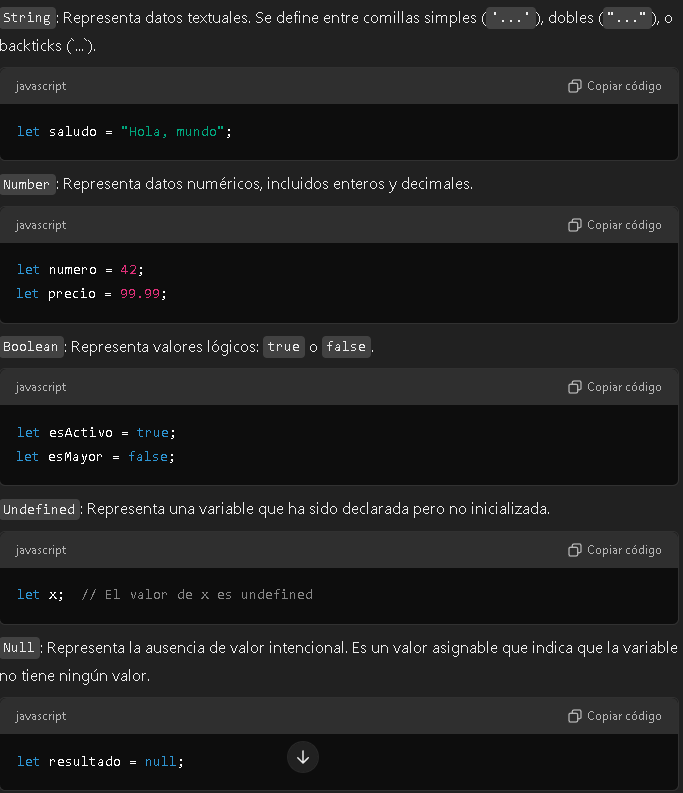 String: Representa datos textuales. Se define entre comillas simples ('...'), dobles ("..."), o
backticks (`…`).
javascript Copiar código
let saludo = "Hola, mundo";
Number: Representa datos numéricos, incluidos enteros y decimales.
javascript Copiar código
let numero = 42;
let precio = 99.99;
Boolean: Representa valores lógicos: true o false.
javascript Copiar código
let esActivo = true;
let esMayor = false;
Undefined: Representa una variable que ha sido declarada pero no inicializada.
javascript Copiar código
let x;  // El valor de x es undefined
Null: Representa la ausencia de valor intencional. Es un valor asignable que indica que la variable
no tiene ningún valor.
javascript Copiar código
let resultado = null;